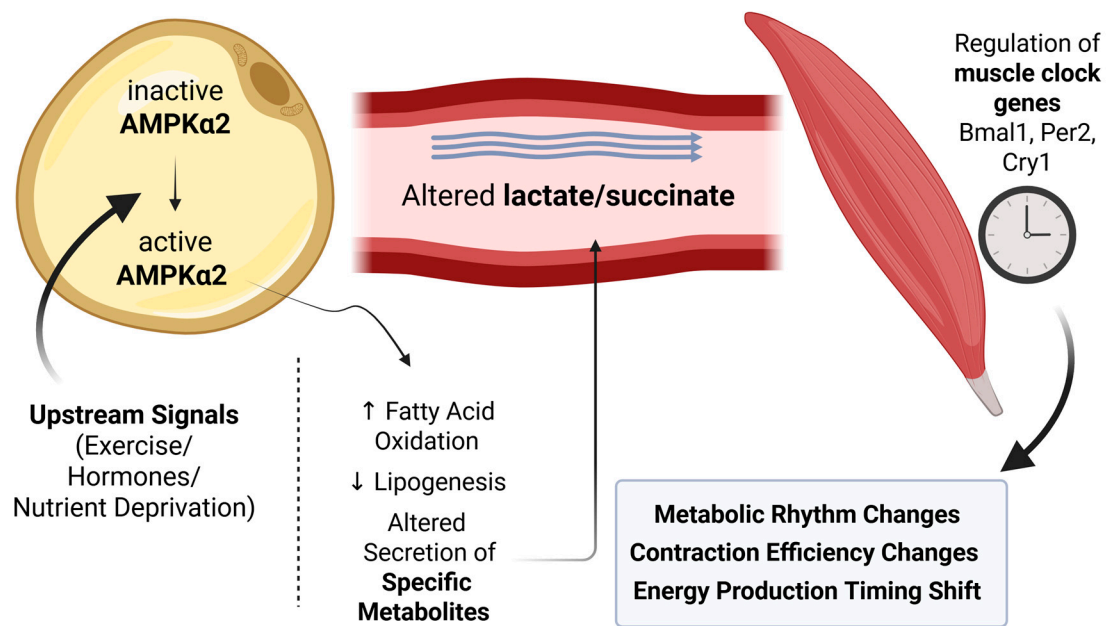 inactive
AMPKα2
active
AMPKα2
Upstream Signals
(Exercise/
Hormones/
Nutrient Deprivation)
↑ Fatty Acid
Oxidation
↓ Lipogenesis
Altered
Secretion of
Specific
Metabolites
Altered lactate/succinate
Regulation of
muscle clock
genes
Bmal1, Per2,
Cry1
Metabolic Rhythm Changes
Contraction Efficiency Changes
Energy Production Timing Shift